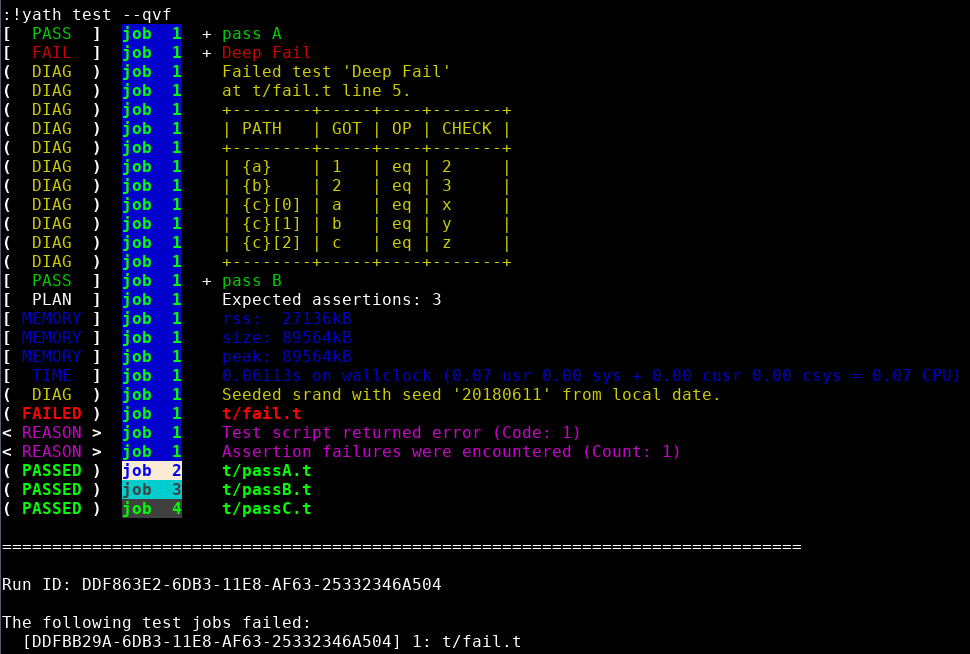 :!yath test --qvf
[  PASS  ]  job  1  + pass A
[  FAIL  ]  job  1  + Deep Fail
(  DIAG  )  job  1    Failed test 'Deep Fail'
(  DIAG  )  job  1    at t/fail.t line 5.
(  DIAG  )  job  1    +--------+-----+----+-------+
(  DIAG  )  job  1    | PATH   | GOT | OP | CHECK |
(  DIAG  )  job  1    +--------+-----+----+-------+
(  DIAG  )  job  1    | {a}    | 1   | eq | 2     |
(  DIAG  )  job  1    | {b}    | 2   | eq | 3     |
(  DIAG  )  job  1    | {c}[0] | a   | eq | x     |
(  DIAG  )  job  1    | {c}[1] | b   | eq | y     |
(  DIAG  )  job  1    | {c}[2] | c   | eq | z     |
(  DIAG  )  job  1    +--------+-----+----+-------+
[  PASS  ]  job  1  + pass B
[  PLAN  ]  job  1    Expected assertions: 3
[ MEMORY ]  job  1    rss:  27136kB
[ MEMORY ]  job  1    size: 89564kB
[ MEMORY ]  job  1    peak: 89564kB
[  TIME  ]  job  1    0.06113s on wallclock (0.07 usr 0.00 sys + 0.00 cusr 0.00 csys = 0.07 CPU)
(  DIAG  )  job  1    Seeded srand with seed '20180611' from local date.
( FAILED )  job  1    t/fail.t
< REASON >  job  1    Test script returned error (Code: 1)
< REASON >  job  1    Assertion failures were encountered (Count: 1)
( PASSED )  job  2    t/passA.t
( PASSED )  job  3    t/passB.t
( PASSED )  job  4    t/passC.t
================================================================================
Run ID: DDF863E2-6DB3-11E8-AF63-25332346A504
The following test jobs failed:
  [DDFBB29A-6DB3-11E8-AF63-25332346A504] 1: t/fail.t